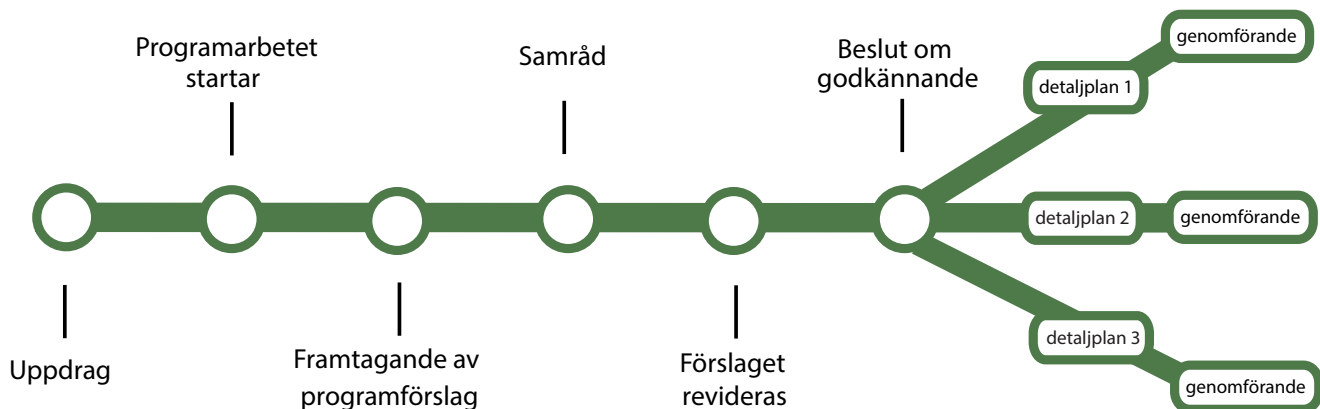 Uppdrag
Programarbetet
startar
Framtagande av
programförslag
Samråd
Förslaget
revideras
Beslut om
godkännande
detaljplan 1
genomförande
detaljplan 2
genomförande
detaljplan 3
genomförande